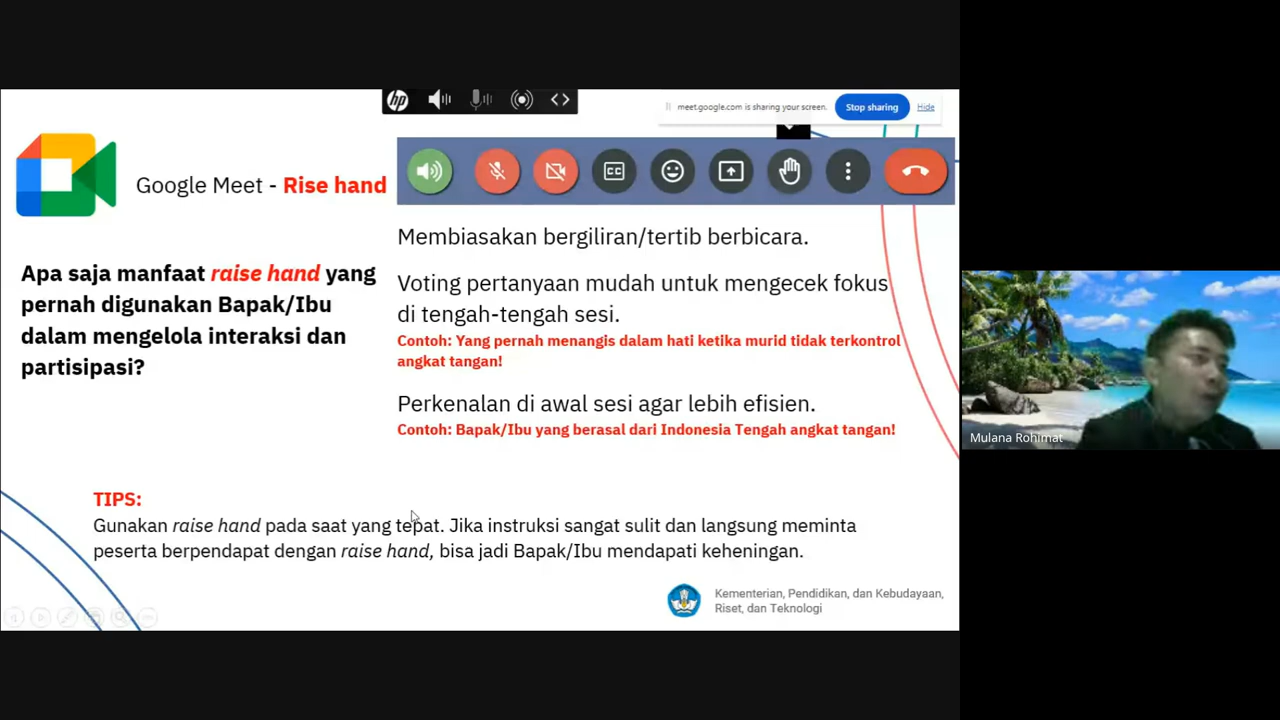 hp
meet.google.com is sharing your screen.
Stop sharing
Hide
Google Meet - Rise hand
CC
Apa saja manfaat raise hand yang
pernah digunakan Bapak/Ibu
dalam mengelola interaksi dan
partisipasi?
Membiasakan bergiliran/tertib berbicara.
Voting pertanyaan mudah untuk mengecek fokus
di tengah-tengah sesi.
Contoh: Yang pernah menangis dalam hati ketika murid tidak terkontrol
angkat tangan!
Perkenalan di awal sesi agar lebih efisien.
Contoh: Bapak/Ibu yang berasal dari Indonesia Tengah angkat tangan!
TIPS:
Gunakan raise hand pada saat yang tepat. Jika instruksi sangat sulit dan langsung meminta
peserta berpendapat dengan raise hand, bisa jadi Bapak/Ibu mendapati keheningan.
Kementerian, Pendidikan, dan Kebudayaan,
Riset, dan Teknologi
Mulana Rohimat